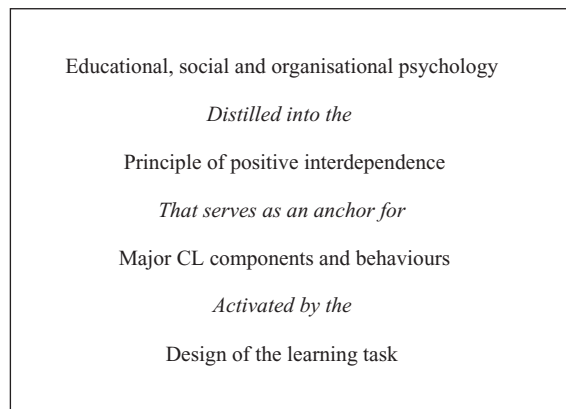 Educational, social and organisational psychology
Distilled into the
Principle of positive interdependence
That serves as an anchor for
Major CL components and behaviours
Activated by the
Design of the learning task